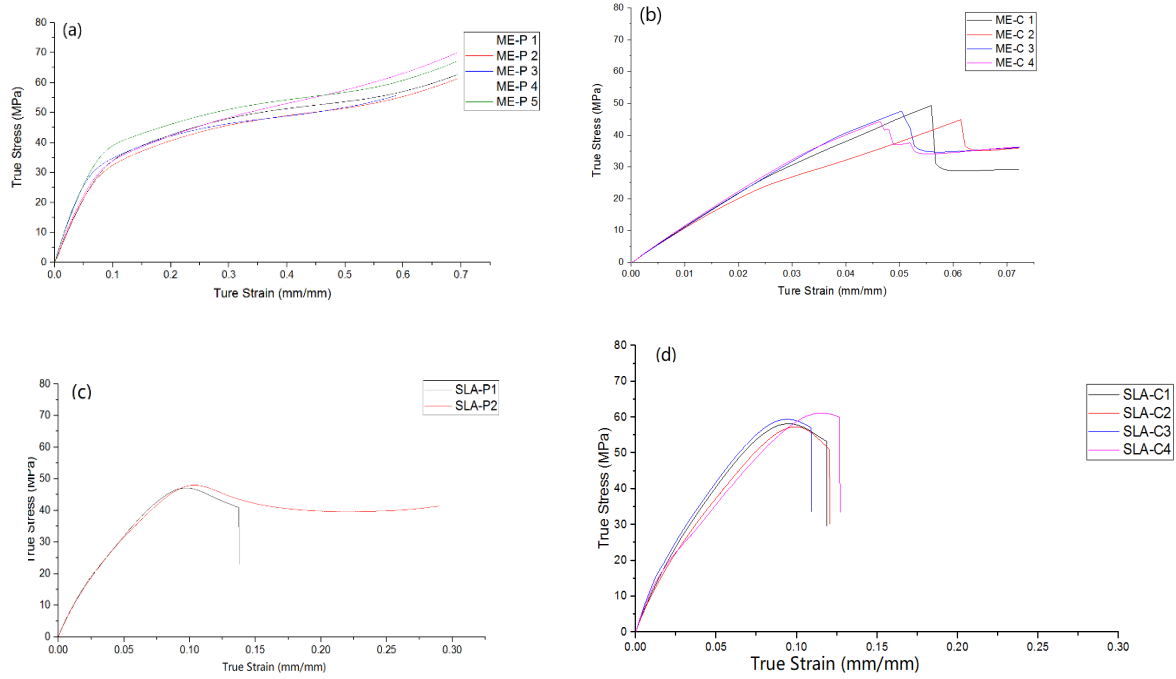 (a)
ME-P 1
ME-P 2
ME-P 3
ME-P 4
ME-P 5
80
70
60
50
40
30
20
10
0
True Stress (MPa)
0.0 0.1 0.2 0.3 0.4 0.5 0.6 0.7
Ture Strain (mm/mm)
(b)
ME-C 1
ME-C 2
ME-C 3
ME-C 4
80
70
60
50
40
30
20
10
0
True Stress (MPa)
0.00 0.01 0.02 0.03 0.04 0.05 0.06 0.07
Ture Strain (mm/mm)
(c)
SLA-P1
SLA-P2
80
70
60
50
40
30
20
10
0
True Stress (MPa)
0.00 0.05 0.10 0.15 0.20 0.25 0.30
True Strain (mm/mm)
(d)
SLA-C1
SLA-C2
SLA-C3
SLA-C4
80
75
70
65
60
55
50
45
40
35
30
25
20
15
10
5
0
True Stress (MPa)
0.00 0.05 0.10 0.15 0.20 0.25
True Strain (mm/mm)